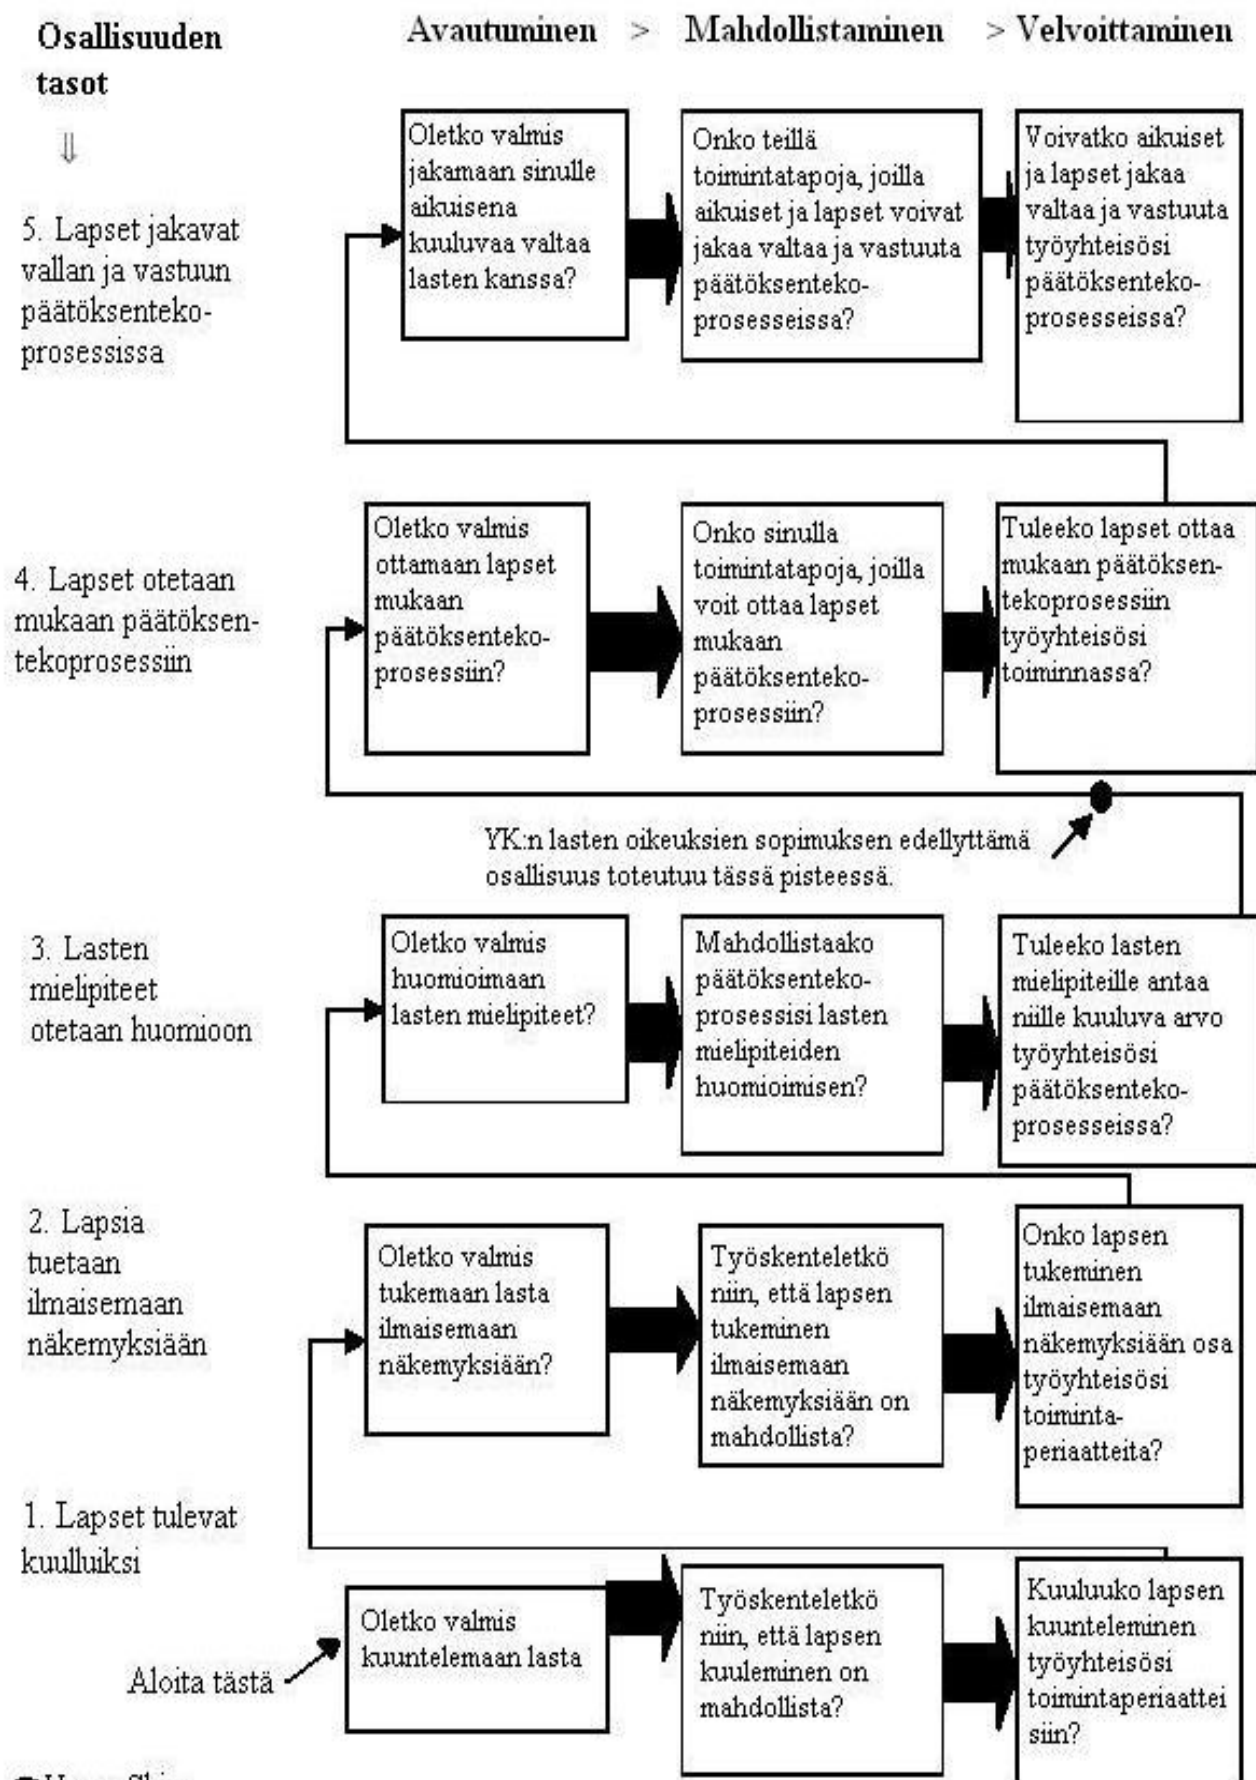 Osallisuuden
tasot
⇓
Avautuminen > Mahdollistaminen > Velvoittaminen
5. Lapset jakavat
vallan ja vastuun
päätöksenteko-
prosessissa
Oletko valmis
jakamaan sinulle
aikuisena
kuuluvaa valtaa
lasten kanssa?
Onko teillä
toimintatapoja, joilla
aikuiset ja lapset voivat
jakaa valtaa ja vastuuta
päätöksenteko-
prosesseissa?
Voivatko aikuiset
ja lapset jakaa
valtaa ja vastuuta
työyhteisösi
päätöksenteko-
prosesseissa?
4. Lapset otetaan
mukaan päätöksen-
tekoprosessiin
Oletko valmis
ottamaan lapset
mukaan
päätöksenteko-
prosessiin?
Onko sinulla
toimintatapoja, joilla
voit ottaa lapset
mukaan
päätöksenteko-
prosessiin?
Tuleeko lapset ottaa
mukaan päätöksen-
tekoprosessiin
työyhteisösi
toiminnassa?
YK:n lasten oikeuksien sopimuksen edellyttämä
osallisuus toteutuu tässä pisteessä.
3. Lasten
mielipiteet
otetaan huomioon
Oletko valmis
huomioimaan
lasten mielipiteet?
Mahdollistaako
päätöksenteko-
prosessisi lasten
mielipiteiden
huomioimisen?
Tuleeko lasten
mielipiteille antaa
niille kuuluva arvo
työyhteisösi
päätöksenteko-
prosesseissa?
2. Lapsia
tuetaan
ilmaisemaan
näkemyksiään
Oletko valmis
tukemaan lasta
ilmaisemaan
näkemyksiään?
Työskenteletkö
niin, että lapsen
tukeminen
ilmaisemaan
näkemyksiään on
mahdollista?
Onko lapsen
tukeminen
ilmaisemaan
näkemyksiään osa
työyhteisösi
toiminta-
periaatteita?
1. Lapset tulevat
kuulluiksi
Aloita tästä
Oletko valmis
kuuntelemaan lasta
Työskenteletkö
niin, että lapsen
kuuleminen on
mahdollista?
Kuuluuko lapsen
kuunteleminen
työyhteisösi
toimintaperiaattei
siin?